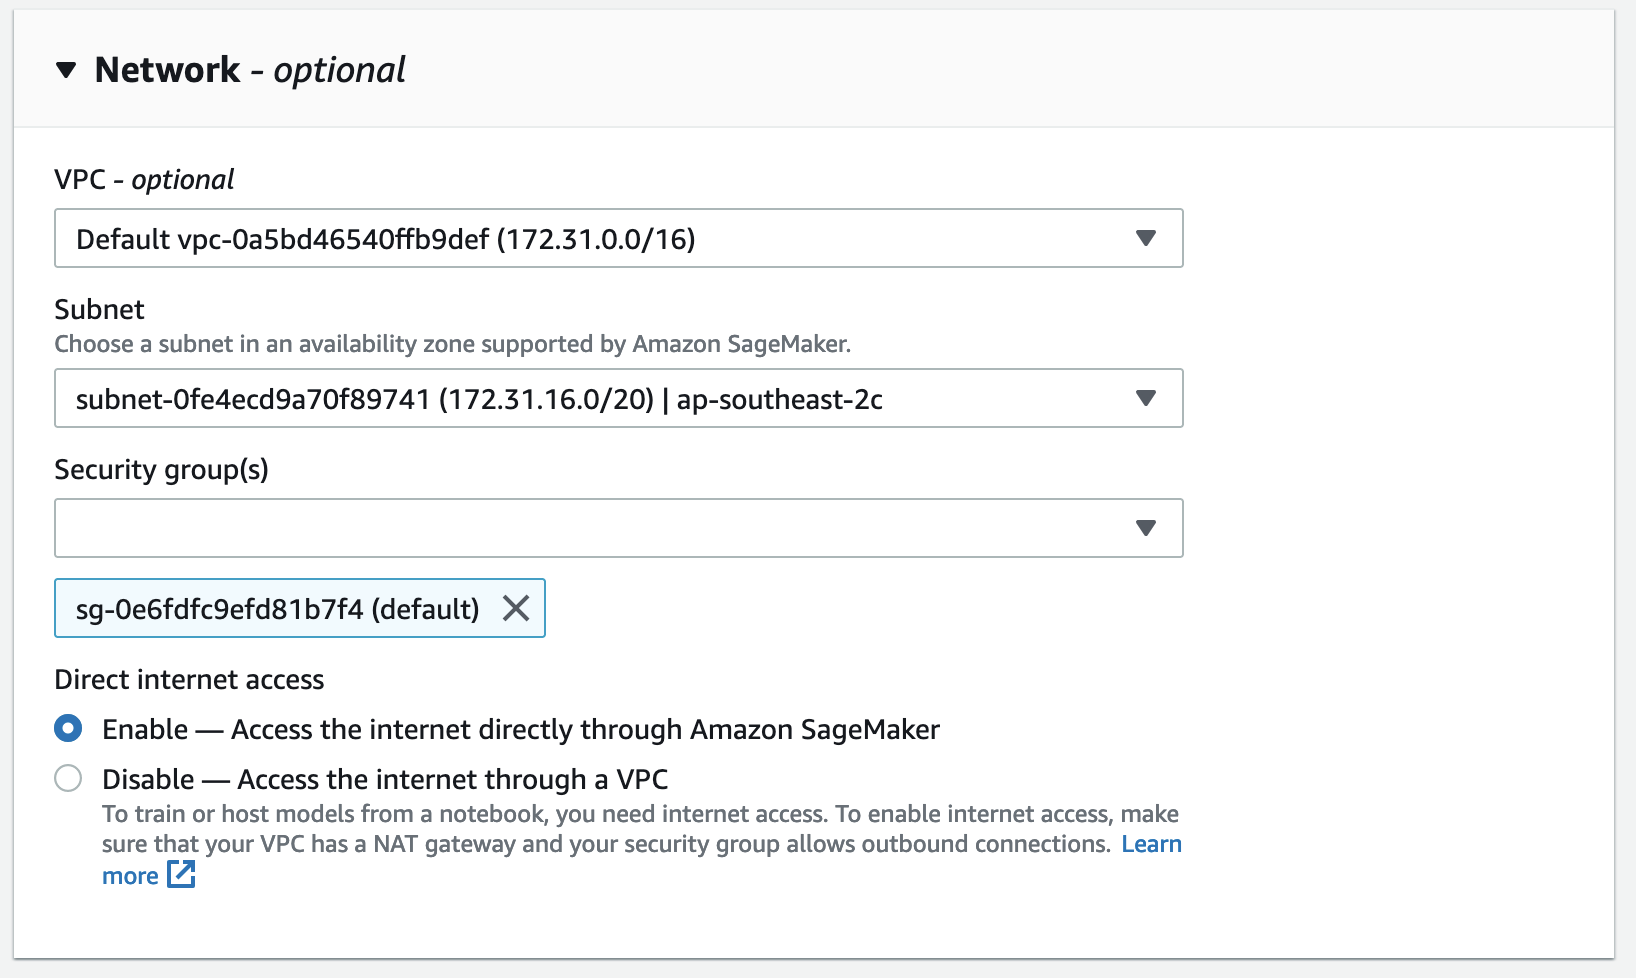 Network - optional
VPC - optional
Default vpc-0a5bd46540ffb9def (172.31.0.0/16)
Subnet
Choose a subnet in an availability zone supported by Amazon SageMaker.
subnet-0fe4ecd9a70f89741 (172.31.16.0/20) | ap-southeast-2c
Security group(s)
sg-0e6fdfc9efd81b7f4 (default)
Direct internet access
Enable — Access the internet directly through Amazon SageMaker
Disable — Access the internet through a VPC
To train or host models from a notebook, you need internet access. To enable internet access, make
sure that your VPC has a NAT gateway and your security group allows outbound connections. Learn
more